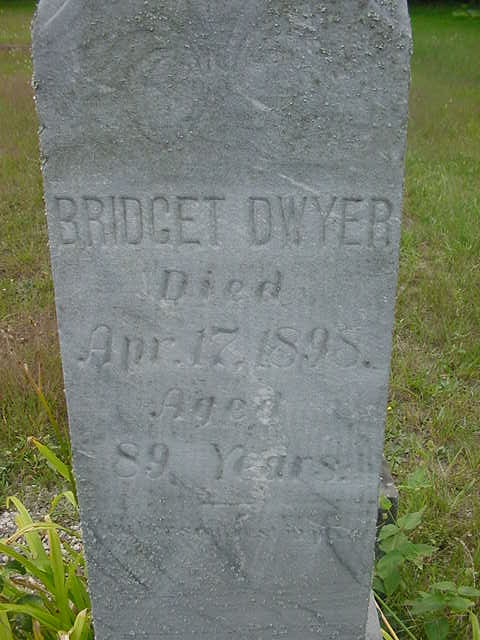 BRIDGET DWYER
Died
Apr. 17, 1898.
Aged
89 Years.